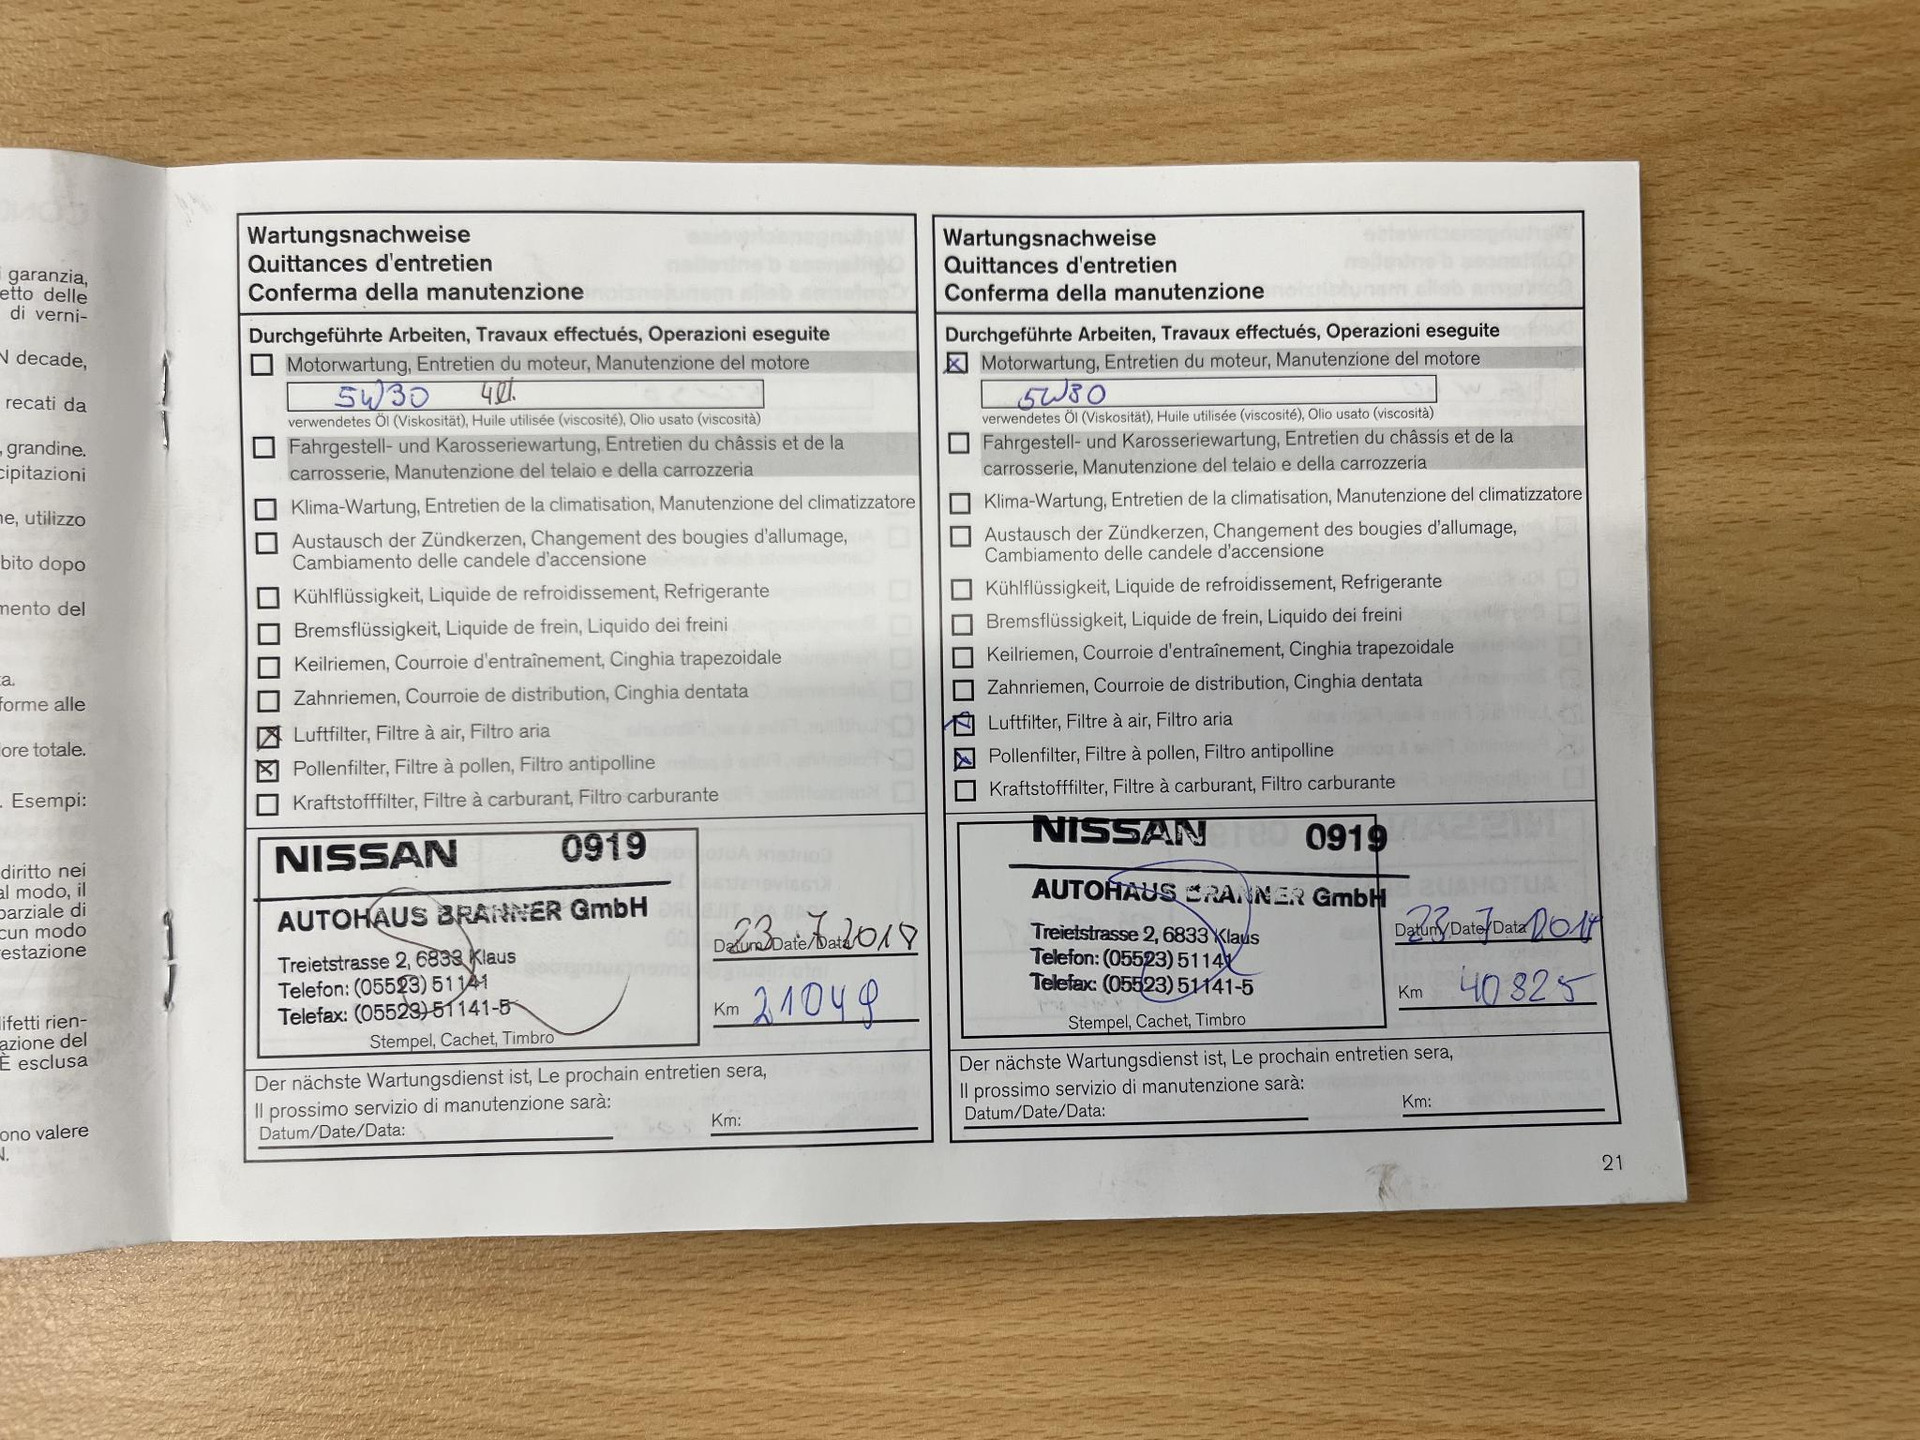 garanzia,
etto delle
di verni-
decade,
recati da
grandine.
cipitazioni
ne, utilizzo
bito dopo
mento del
ta.
forme alle
ore totale.
. Esempi:
diritto nei
al modo, il
parziale di
cun modo
restazione
ifetti rien-
azione del
È esclusa
ono valere
N.
Wartungsnachweise
Quittances d'entretien
Conferma della manutenzione
Durchgeführte Arbeiten, Travaux effectués, Operazioni eseguite
Motorwartung, Entretien du moteur, Manutenzione del motore
5W30 4lt.
verwendetes Öl (Viskosität), Huile utilisée (viscosité), Olio usato (viscosità)
Fahrgestell- und Karosseriewartung, Entretien du châssis et de la
carrosserie, Manutenzione del telaio e della carrozzeria
Klima-Wartung, Entretien de la climatisation, Manutenzione del climatizzatore
Austausch der Zündkerzen, Changement des bougies d'allumage,
Cambiamento delle candele d'accensione
Kühlflüssigkeit, Liquide de refroidissement, Refrigerante
Bremsflüssigkeit, Liquide de frein, Liquido dei freini
Keilriemen, Courroie d'entraînement, Cinghia trapezoidale
Zahnriemen, Courroie de distribution, Cinghia dentata
Luftfilter, Filtre à air, Filtro aria
Pollenfilter, Filtre à pollen, Filtro antipolline
Kraftstofffilter, Filtre à carburant, Filtro carburante
NISSAN 0919
AUTOHAUS BRANNER GmbH
Treietstrasse 2, 6833 Klaus
Telefon: (05523) 51141
Telefax: (05523) 51141-5
Stempel, Cachet, Timbro
23.7.2018
Datum/Date/Data
Km 21049
Der nächste Wartungsdienst ist, Le prochain entretien sera,
Il prossimo servizio di manutenzione sarà:
Datum/Date/Data: Km:
Wartungsnachweise
Quittances d'entretien
Conferma della manutenzione
Durchgeführte Arbeiten, Travaux effectués, Operazioni eseguite
Motorwartung, Entretien du moteur, Manutenzione del motore
5W30
verwendetes Öl (Viskosität), Huile utilisée (viscosité), Olio usato (viscosità)
Fahrgestell- und Karosseriewartung, Entretien du châssis et de la
carrosserie, Manutenzione del telaio e della carrozzeria
Klima-Wartung, Entretien de la climatisation, Manutenzione del climatizzatore
Austausch der Zündkerzen, Changement des bougies d'allumage,
Cambiamento delle candele d'accensione
Kühlflüssigkeit, Liquide de refroidissement, Refrigerante
Bremsflüssigkeit, Liquide de frein, Liquido dei freini
Keilriemen, Courroie d'entraînement, Cinghia trapezoidale
Zahnriemen, Courroie de distribution, Cinghia dentata
Luftfilter, Filtre à air, Filtro aria
Pollenfilter, Filtre à pollen, Filtro antipolline
Kraftstofffilter, Filtre à carburant, Filtro carburante
NISSAN 0919
AUTOHAUS BRANNER GmbH
Treietstrasse 2, 6833 Klaus
Telefon: (05523) 51141
Telefax: (05523) 51141-5
Stempel, Cachet, Timbro
Datum/Date/Data
Km 40825
Der nächste Wartungsdienst ist, Le prochain entretien sera,
Il prossimo servizio di manutenzione sarà:
Datum/Date/Data: Km:
21